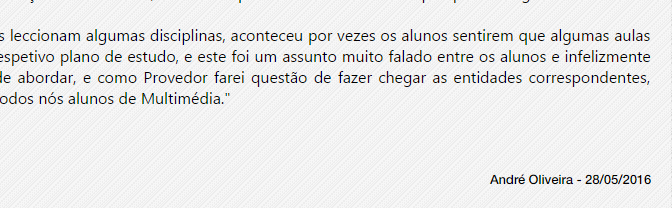 s leccionam algumas disciplinas, aconteceu por vezes os alunos sentirem que algumas aulas
espetivo plano de estudo, e este foi um assunto muito falado entre os alunos e infelizmente
de abordar, e como Provedor farei questão de fazer chegar as entidades correspondentes,
odos nós alunos de Multimédia."
André Oliveira - 28/05/2016